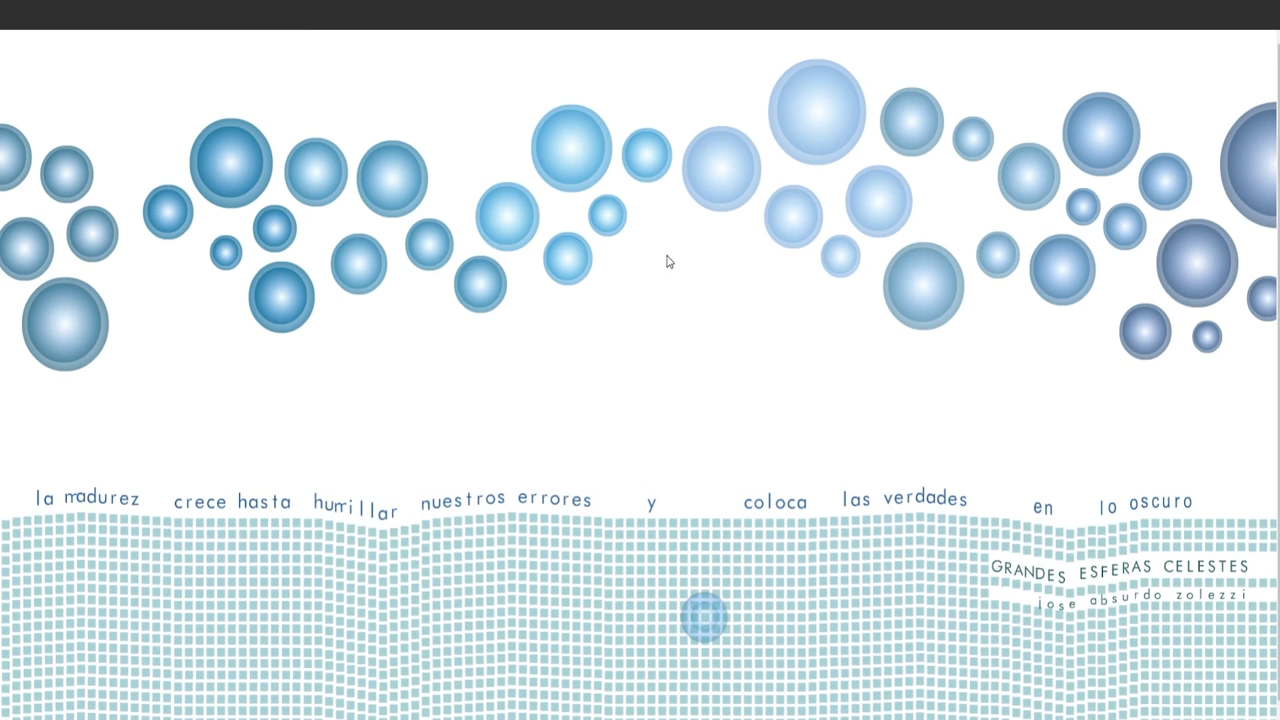 la madurez crece hasta humillar nuestros errores y coloca las verdades en lo oscuro
GRANDES ESFERAS CELESTES
jose absurdo zolezzi